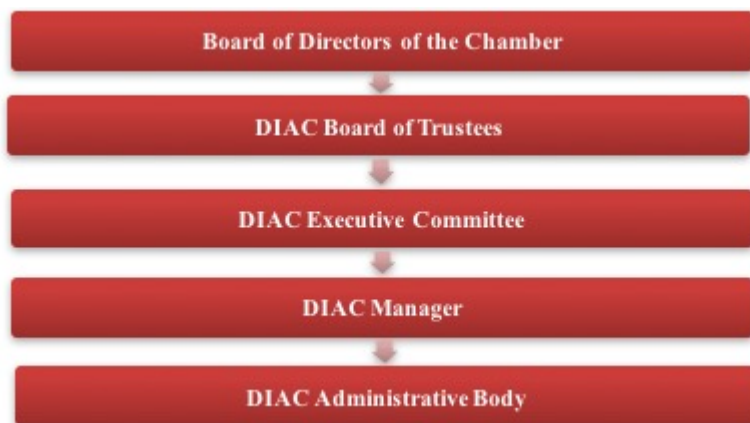 Board of Directors of the Chamber
DIAC Board of Trustees
DIAC Executive Committee
DIAC Manager
DIAC Administrative Body